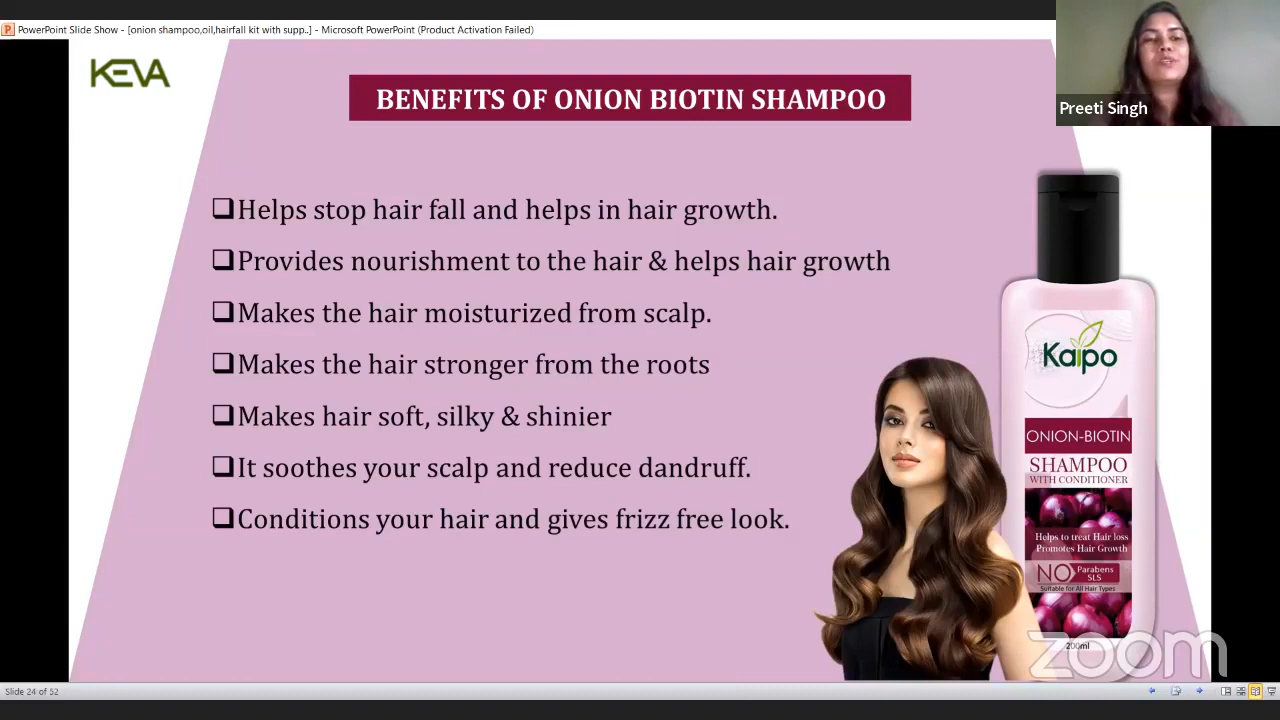 PowerPoint Slide Show - [onion shampoo,oil,hairfall kit with supp..] - Microsoft PowerPoint (Product Activation Failed)
KEVA
BENEFITS OF ONION BIOTIN SHAMPOO
Preeti Singh
Helps stop hair fall and helps in hair growth.
Provides nourishment to the hair & helps hair growth
Makes the hair moisturized from scalp.
Makes the hair stronger from the roots
Makes hair soft, silky & shinier
It soothes your scalp and reduce dandruff.
Conditions your hair and gives frizz free look.
Kaipo
ONION-BIOTIN
SHAMPOO
WITH CONDITIONER
Helps to treat Hair loss
Promotes Hair Growth
NO Parabens
SLS
Suitable for All Hair Types
200ml
zoom
Slide 24 of 52